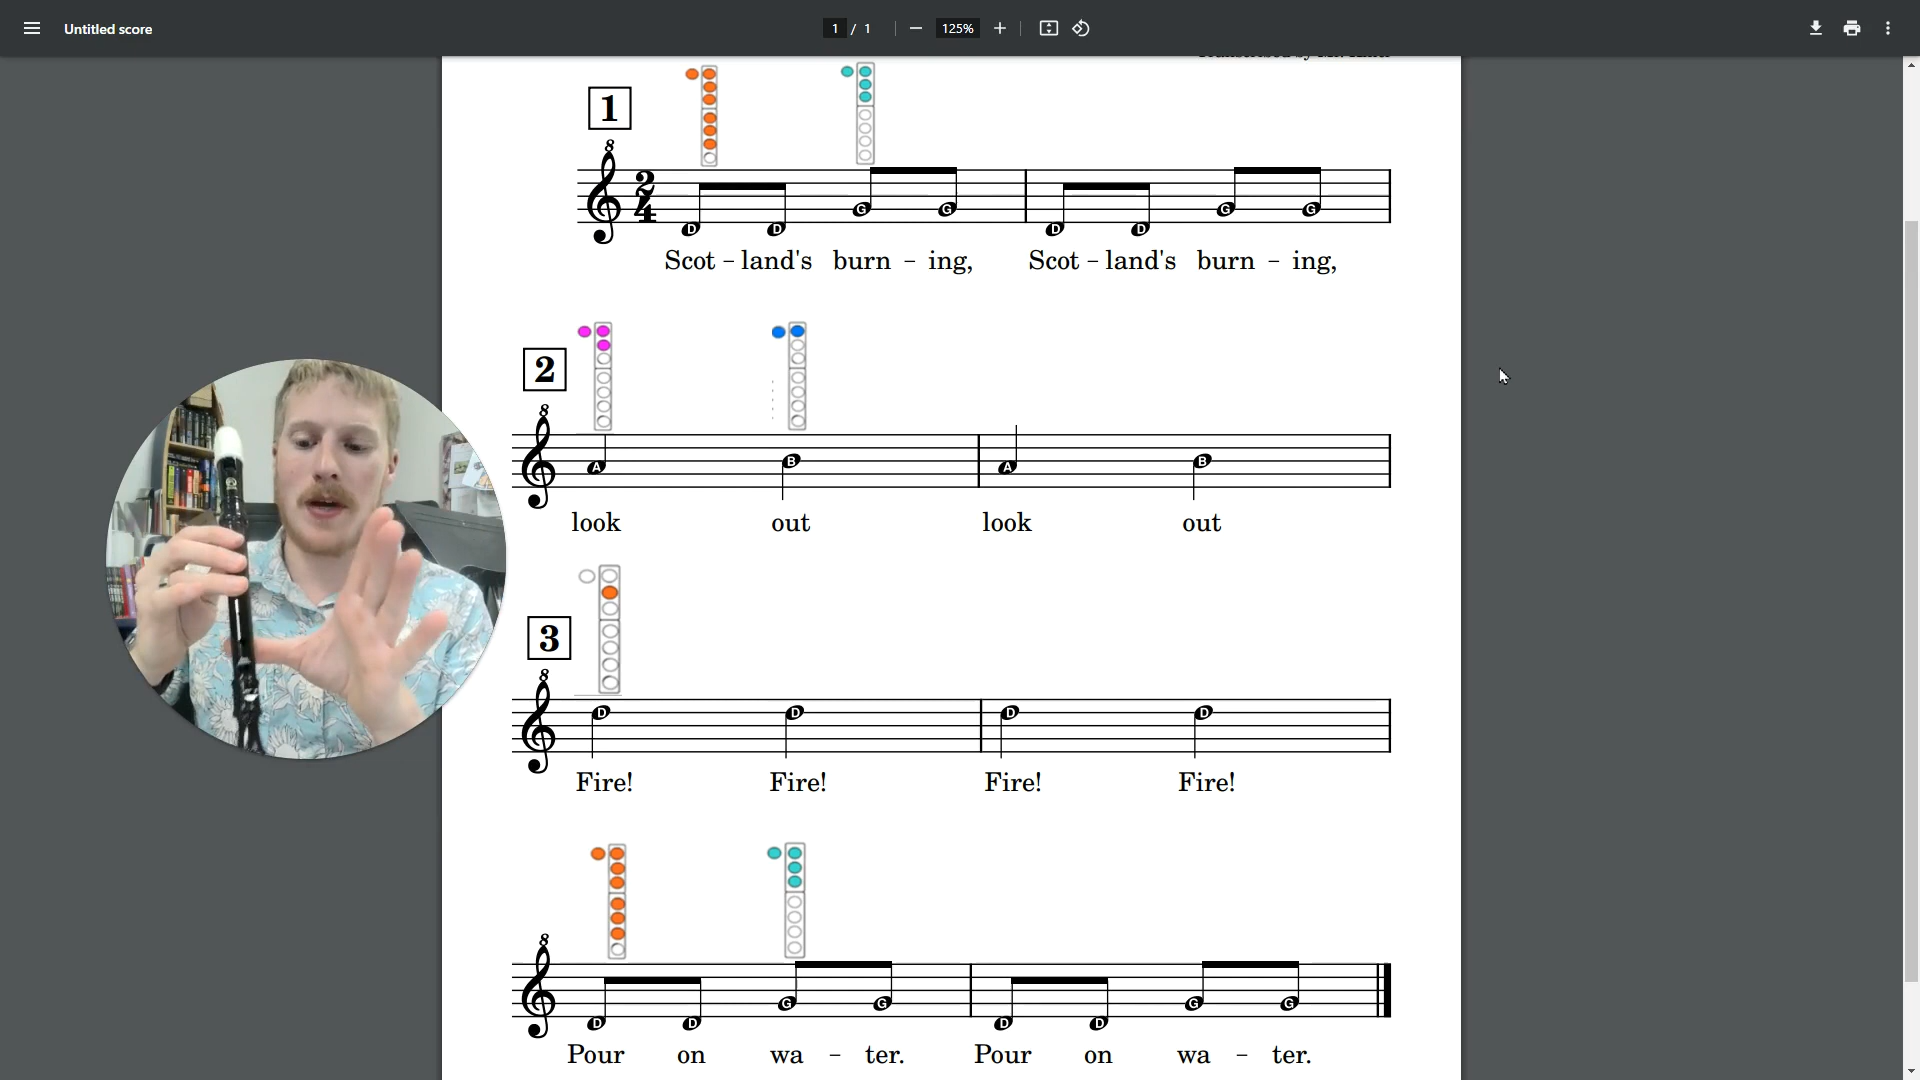 Untitled score
1 / 1
125%
1
8
2
4
D D G G D D G G
Scot - land's burn - ing, Scot - land's burn - ing,
2
8
A B A B
look out look out
3
8
D D D D
Fire! Fire! Fire! Fire!
8
D D G G D D G G
Pour on wa - ter. Pour on wa - ter.